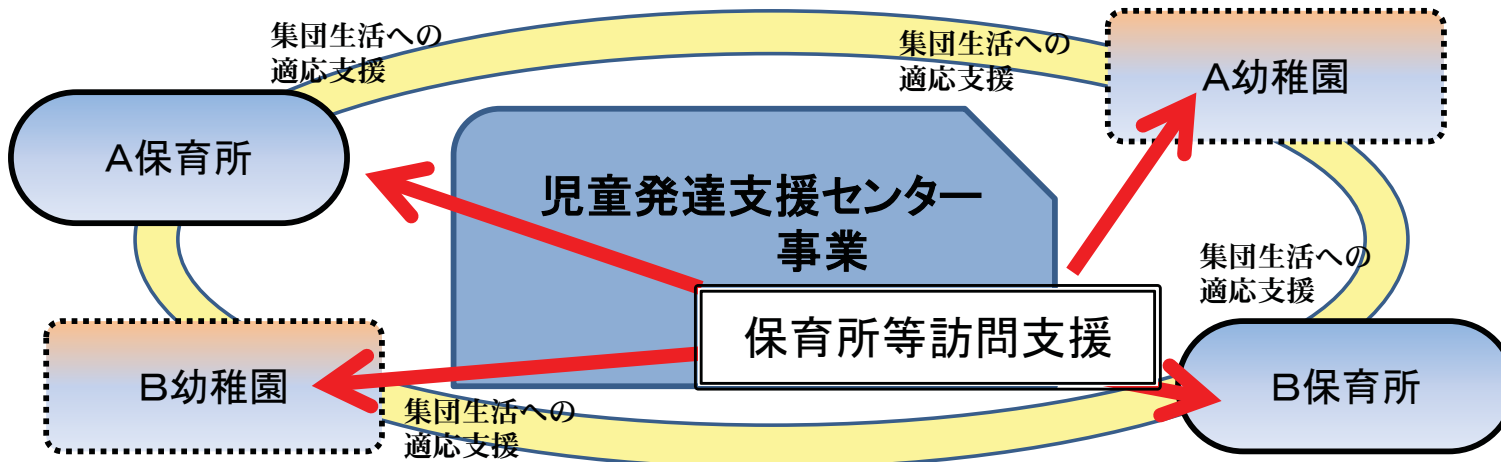 集団生活への
適応支援
集団生活への
適応支援
A幼稚園
A保育所
児童発達支援センター
事業
集団生活への
適応支援
保育所等訪問支援
B幼稚園
B保育所
集団生活への
適応支援